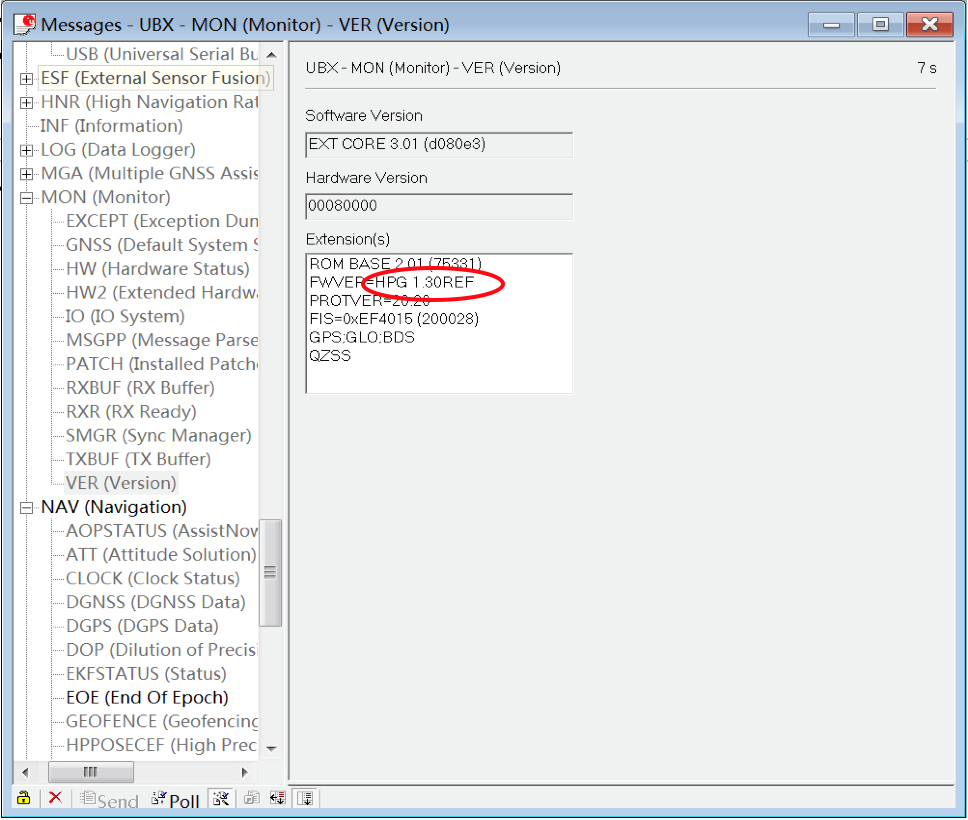 Messages - UBX - MON (Monitor) - VER (Version)
USB (Universal Serial Bu
ESF (External Sensor Fusion)
HNR (High Navigation Rat
INF (Information)
LOG (Data Logger)
MGA (Multiple GNSS Assis
MON (Monitor)
EXCEPT (Exception Dum
GNSS (Default System S
HW (Hardware Status)
HW2 (Extended Hardwa
IO (IO System)
MSGPP (Message Parse
PATCH (Installed Patche
RXBUF (RX Buffer)
RXR (RX Ready)
SMGR (Sync Manager)
TXBUF (TX Buffer)
VER (Version)
NAV (Navigation)
AOPSTATUS (AssistNow
ATT (Attitude Solution)
CLOCK (Clock Status)
DGNSS (DGNSS Data)
DGPS (DGPS Data)
DOP (Dilution of Precisi
EKFSTATUS (Status)
EOE (End Of Epoch)
GEOFENCE (Geofencing
HPPOSECEF (High Prec
UBX - MON (Monitor) - VER (Version)
7 s
Software Version
EXT CORE 3.01 (d080e3)
Hardware Version
00080000
Extension(s)
ROM BASE 2.01 (75331)
FWVER=HPG 1.30REF
PROTVER=20.20
FIS=0xEF4015 (200028)
GPS;GLO;BDS
QZSS
Send
Poll